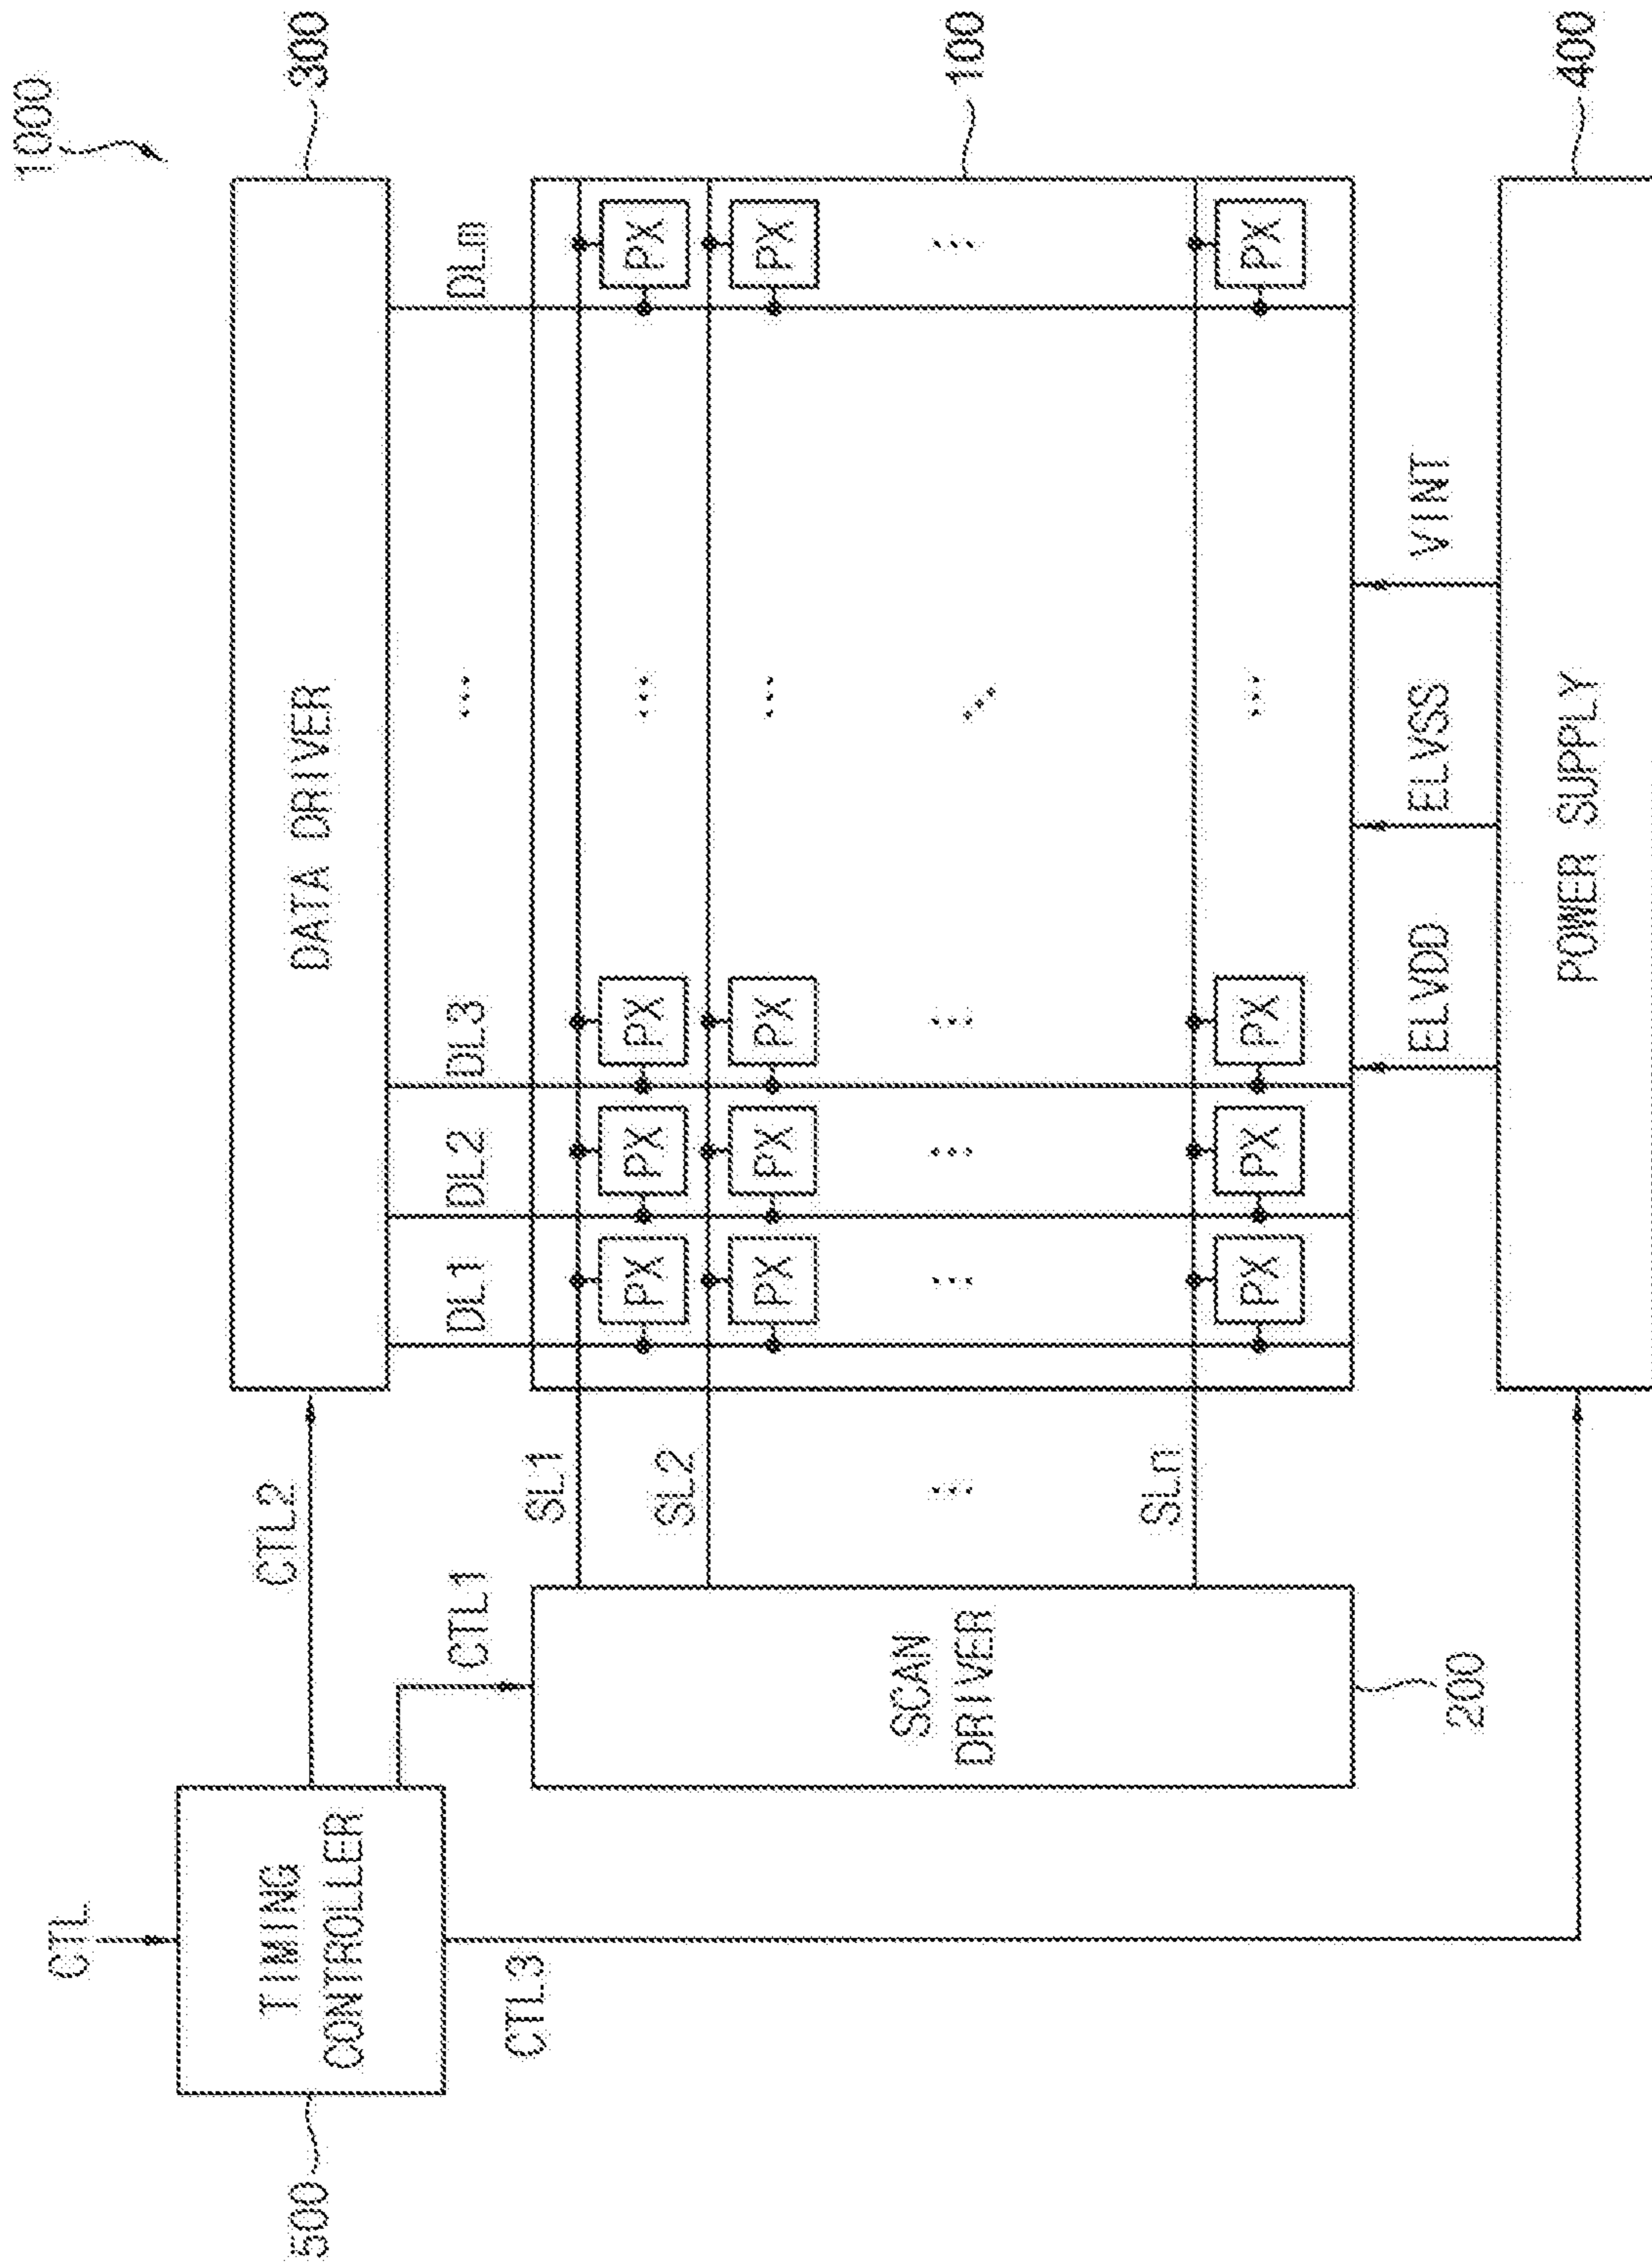 1000
CTL
TIMING
CONTROLLER
500
CTL2
DATA DRIVER
300
CTL1
CTL3
DL1
DL2
DL3
...
DLm
SCAN
DRIVER
200
SL1
SL2
...
SLn
100
PX PX PX ... PX
PX PX PX ... PX
... ... ... ... ...
PX PX PX ... PX
ELVDD
ELVSS
VINT
POWER SUPPLY
400